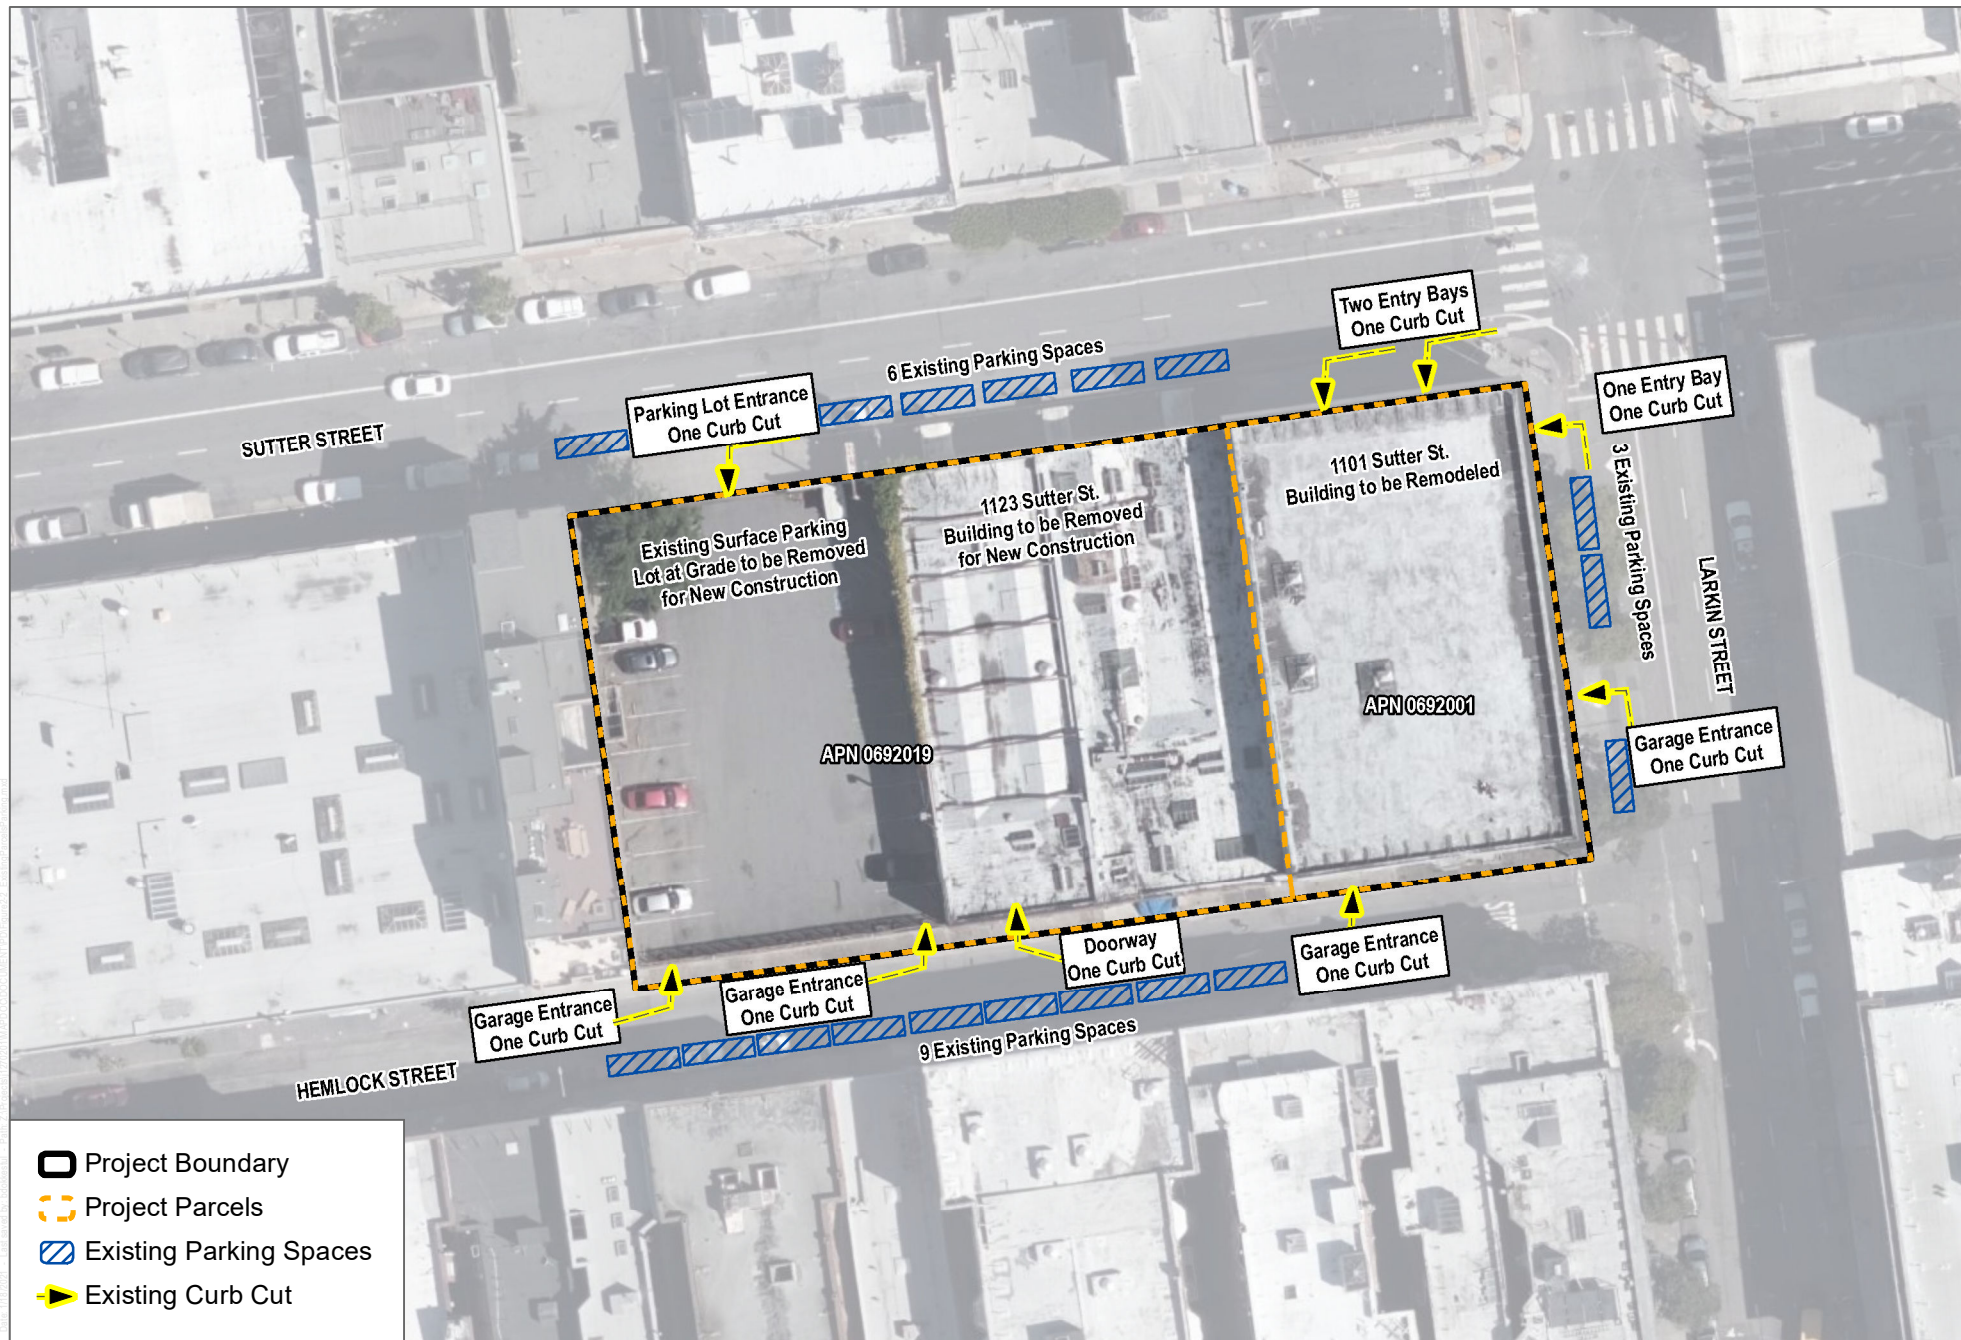 Two Entry Bays
One Curb Cut
6 Existing Parking Spaces
One Entry Bay
One Curb Cut
Parking Lot Entrance
One Curb Cut
SUTTER STREET
3 Existing Parking Spaces
1101 Sutter St.
Building to be Remodeled
1123 Sutter St.
Building to be Removed
for New Construction
Existing Surface Parking
Lot at Grade to be Removed
for New Construction
LARKIN STREET
APN 0692001
APN 0692019
Garage Entrance
One Curb Cut
Doorway
One Curb Cut
Garage Entrance
One Curb Cut
Garage Entrance
One Curb Cut
Garage Entrance
One Curb Cut
9 Existing Parking Spaces
HEMLOCK STREET
Project Boundary
Project Parcels
Existing Parking Spaces
Existing Curb Cut